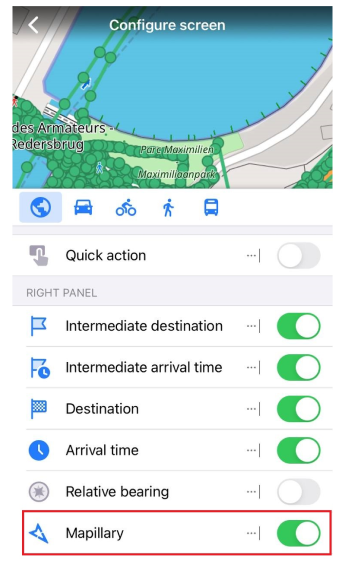 Configure screen
des Armateurs -
Redersbrug
Parc Maximilien
Maximiliaanpark
Quick action
RIGHT PANEL
Intermediate destination
Intermediate arrival time
Destination
Arrival time
Relative bearing
Mapillary